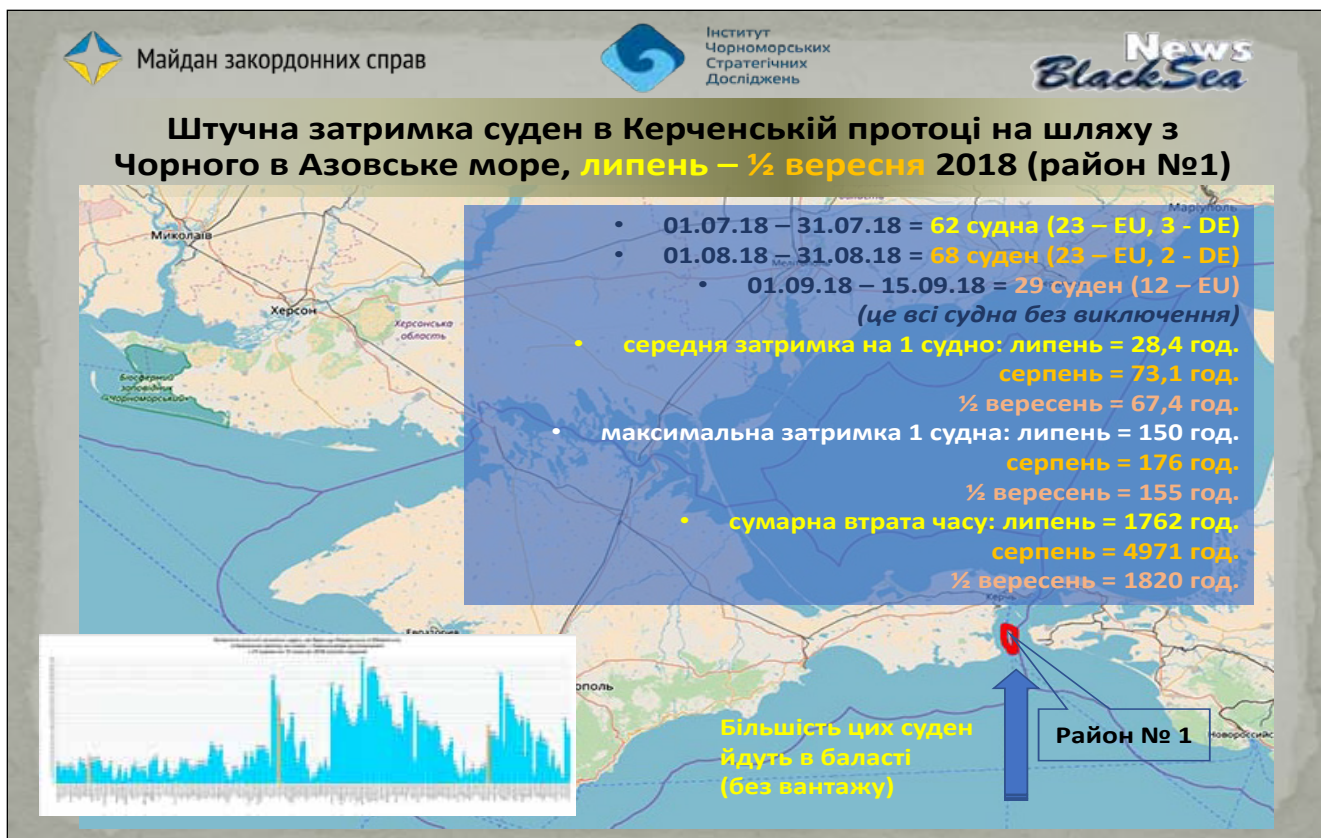 Майдан закордонних справ
Інститут
Чорноморських
Стратегічних
Досліджень
News
BlackSea
Штучна затримка суден в Керченській протоці на шляху з
Чорного в Азовське море, липень – ½ вересня 2018 (район №1)
• 01.07.18 – 31.07.18 = 62 судна (23 – EU, 3 - DE)
• 01.08.18 – 31.08.18 = 68 суден (23 – EU, 2 - DE)
• 01.09.18 – 15.09.18 = 29 суден (12 – EU)
(це всі судна без виключення)
• середня затримка на 1 судно: липень = 28,4 год.
серпень = 73,1 год.
½ вересень = 67,4 год.
• максимальна затримка 1 судна: липень = 150 год.
серпень = 176 год.
½ вересень = 155 год.
• сумарна втрата часу: липень = 1762 год.
серпень = 4971 год.
½ вересень = 1820 год.
Маріуполь
Миколаїв
Херсон
Херсонська
область
Біосферний
заповідник
«Чорноморський»
Керчь
Евпатория
ополь
Більшість цих суден
йдуть в баласті
(без вантажу)
Район № 1
Новороссийс